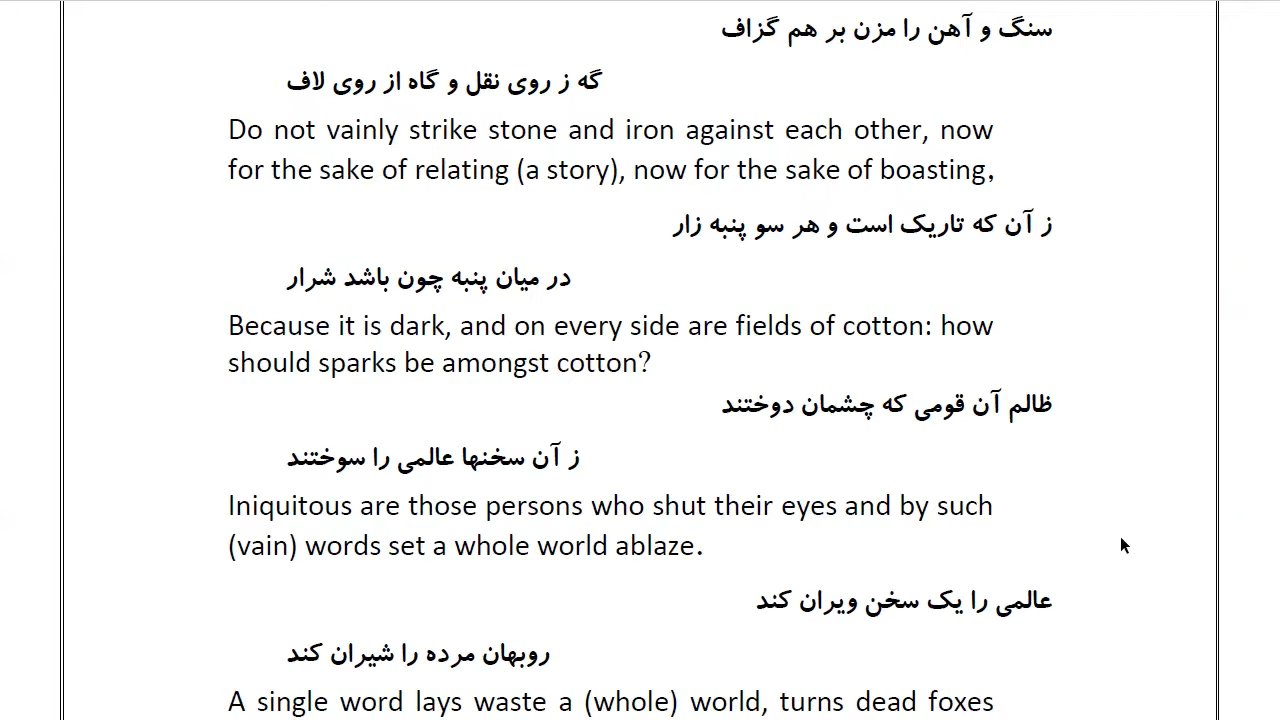 سنگ و آهن را مزن بر هم گزاف
گه ز روی نقل و گاه از روی لاف
Do not vainly strike stone and iron against each other, now
for the sake of relating (a story), now for the sake of boasting,
ز آن که تاریک است و هر سو پنبه زار
در میان پنبه چون باشد شرار
Because it is dark, and on every side are fields of cotton: how
should sparks be amongst cotton?
ظالم آن قومی که چشمان دوختند
ز آن سخنها عالمی را سوختند
Iniquitous are those persons who shut their eyes and by such
(vain) words set a whole world ablaze.
عالمی را یک سخن ویران کند
روبهان مرده را شیران کند
A single word lays waste a (whole) world, turns dead foxes